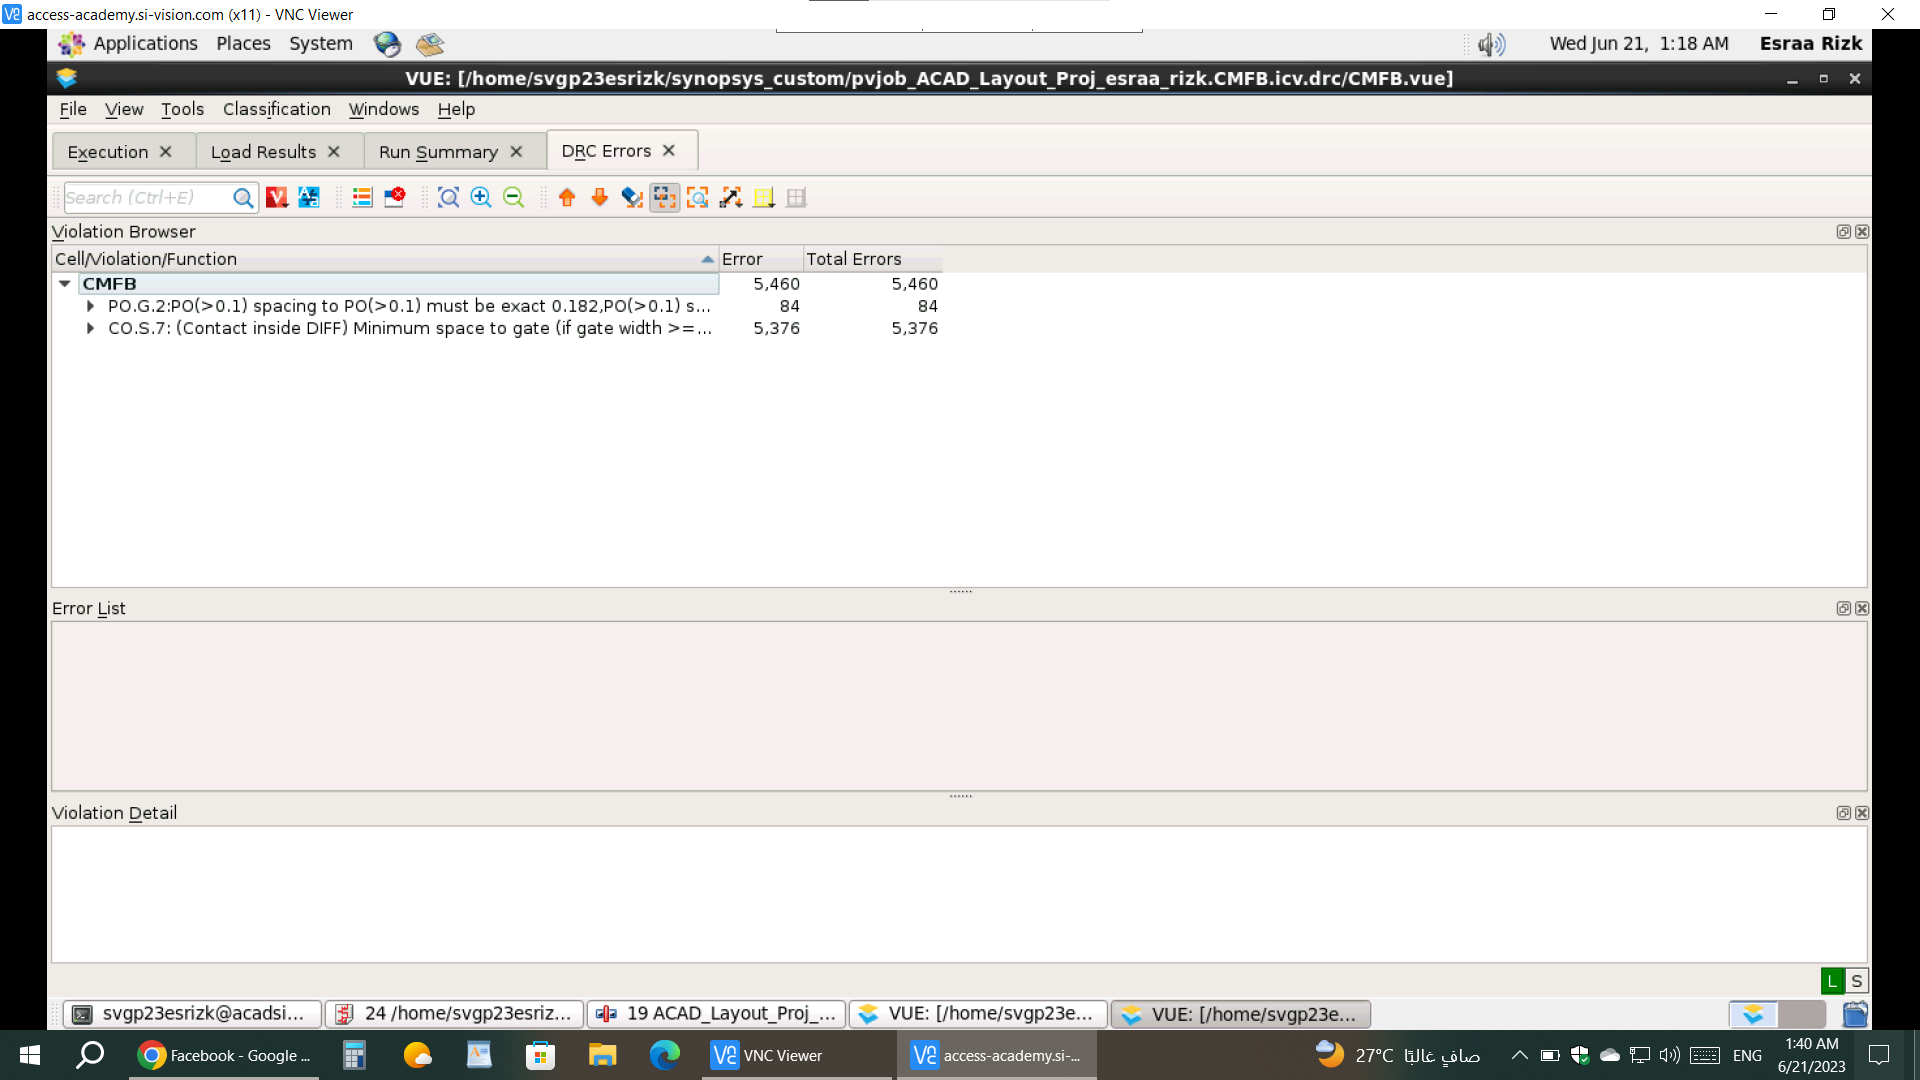 access-academy.si-vision.com (x11) - VNC Viewer
Applications Places System Wed Jun 21, 1:18 AM Esraa Rizk
VUE: [/home/svgp23esrizk/synopsys_custom/pvjob_ACAD_Layout_Proj_esraa_rizk.CMFB.icv.drc/CMFB.vue]
File View Tools Classification Windows Help
Execution Load Results Run Summary DRC Errors
Search (Ctrl+E)
Violation Browser
Cell/Violation/Function Error Total Errors
CMFB 5,460 5,460
PO.G.2:PO(>0.1) spacing to PO(>0.1) must be exact 0.182,PO(>0.1) s... 84 84
CO.S.7: (Contact inside DIFF) Minimum space to gate (if gate width >=... 5,376 5,376
Error List
Violation Detail
L S
svgp23esrizk@acadsi... 24 /home/svgp23esriz... 19 ACAD_Layout_Proj_... VUE: [/home/svgp23e... VUE: [/home/svgp23e...
Facebook - Google ... VNC Viewer access-academy.si-... 27°C صافٍ غالبًا ENG 1:40 AM
6/21/2023